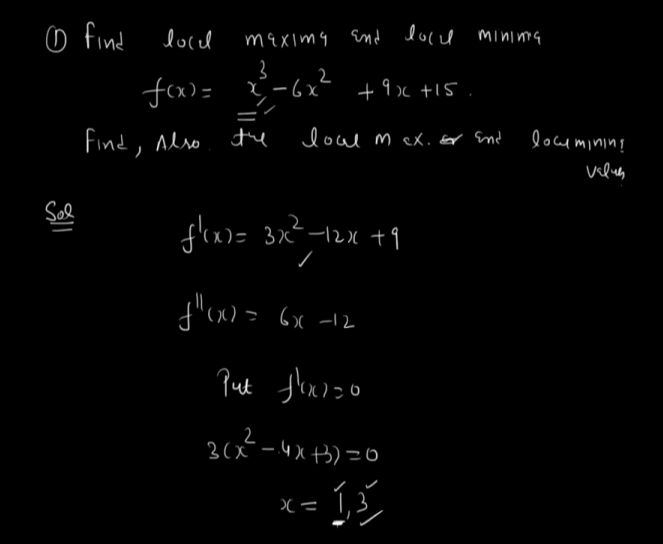 ① Find local maxima and local minima
f(x) = x³ - 6x² + 9x + 15.
Find, Also the local max. and local minima values
Sol
f'(x) = 3x² - 12x + 9
f''(x) = 6x - 12
Put f'(x) = 0
3(x² - 4x + 3) = 0
x = 1, 3